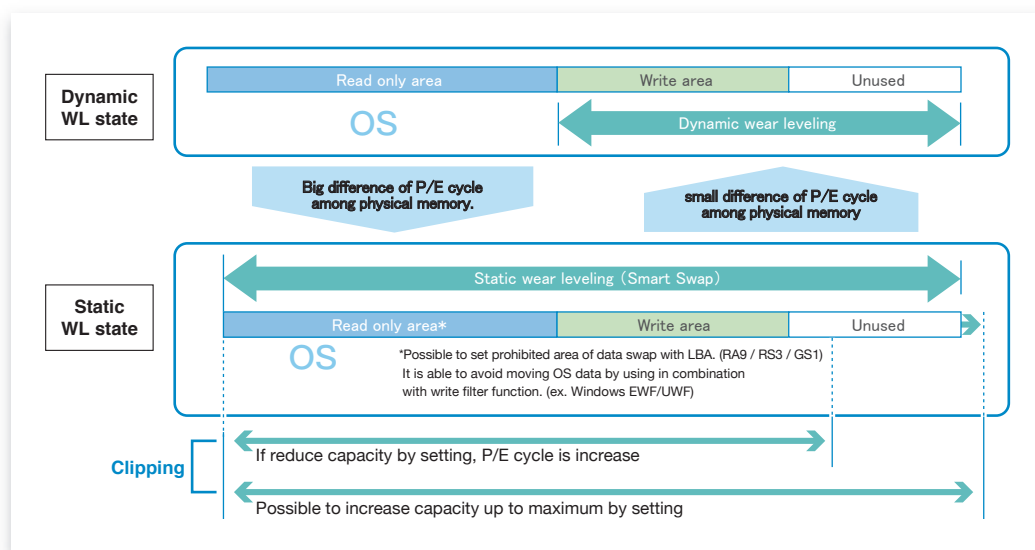 Dynamic
WL state
Read only area
Write area
Unused
OS
Dynamic wear leveling
Big difference of P/E cycle
among physical memory.
small difference of P/E cycle
among physical memory
Static
WL state
Static wear leveling（Smart Swap）
Read only area*
Write area
Unused
OS
*Possible to set prohibited area of data swap with LBA. (RA9 / RS3 / GS1)
It is able to avoid moving OS data by using in combination
with write filter function. (ex. Windows EWF/UWF)
Clipping
If reduce capacity by setting, P/E cycle is increase
Possible to increase capacity up to maximum by setting